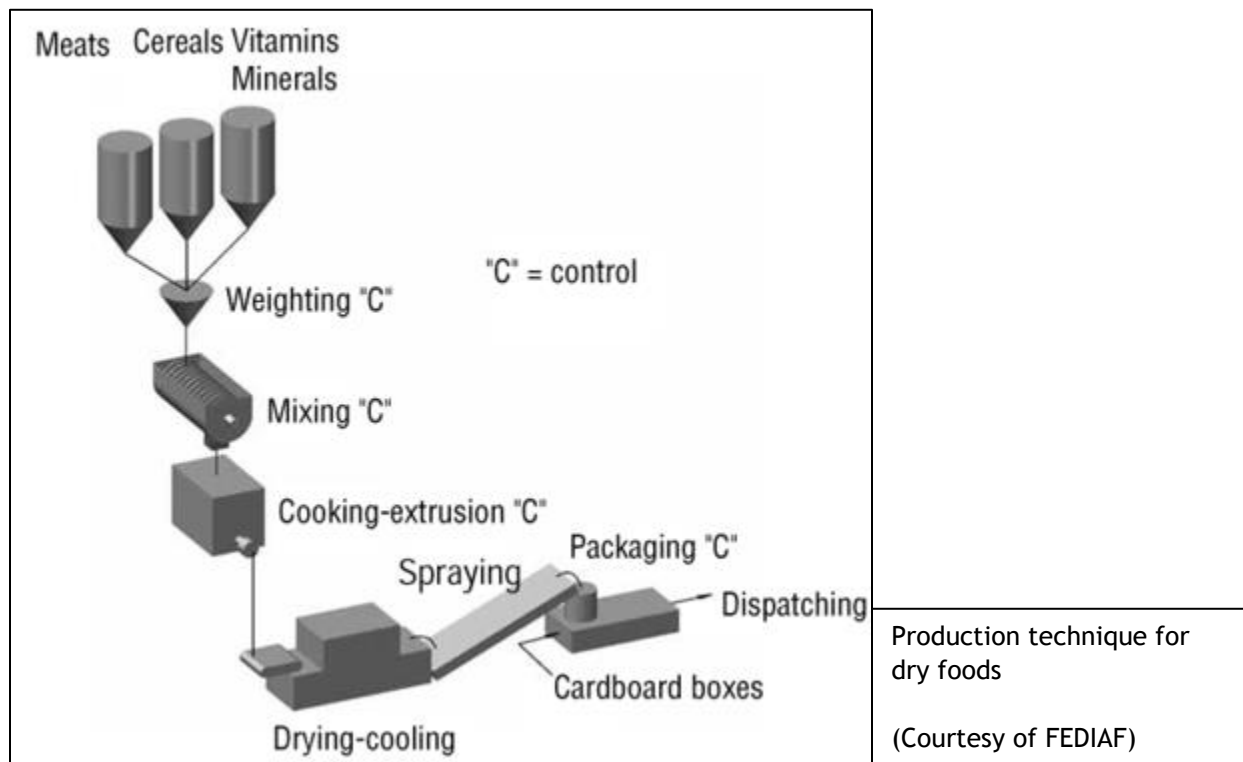 Meats Cereals Vitamins
Minerals
"C" = control
Weighting "C"
Mixing "C"
Cooking-extrusion "C"
Packaging "C"
Spraying
Dispatching
Cardboard boxes
Drying-cooling
Production technique for
dry foods
(Courtesy of FEDIAF)